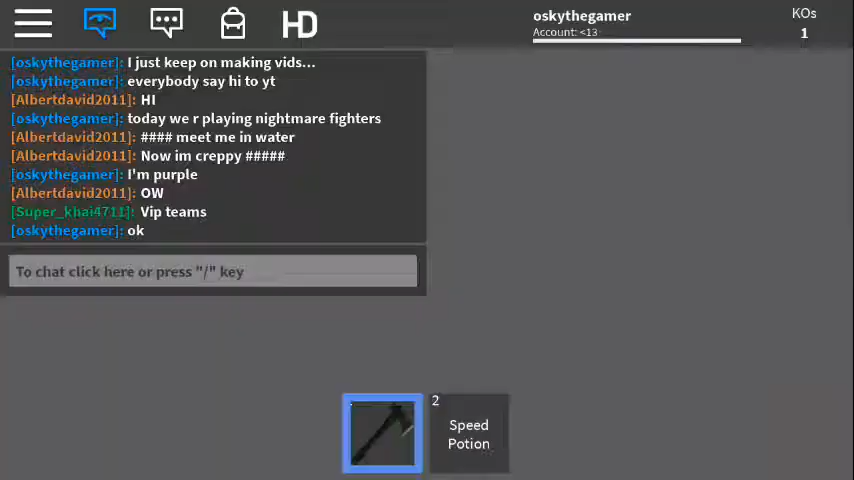 HD
oskythegamer
Account: <13
KOs
1
[oskythegamer]: I just keep on making vids...
[oskythegamer]: everybody say hi to yt
[Albertdavid2011]: HI
[oskythegamer]: today we r playing nightmare fighters
[Albertdavid2011]: #### meet me in water
[Albertdavid2011]: Now im creppy #####
[oskythegamer]: I'm purple
[Albertdavid2011]: OW
[Super_khai4711]: Vip teams
[oskythegamer]: ok
To chat click here or press "/" key
2
Speed
Potion